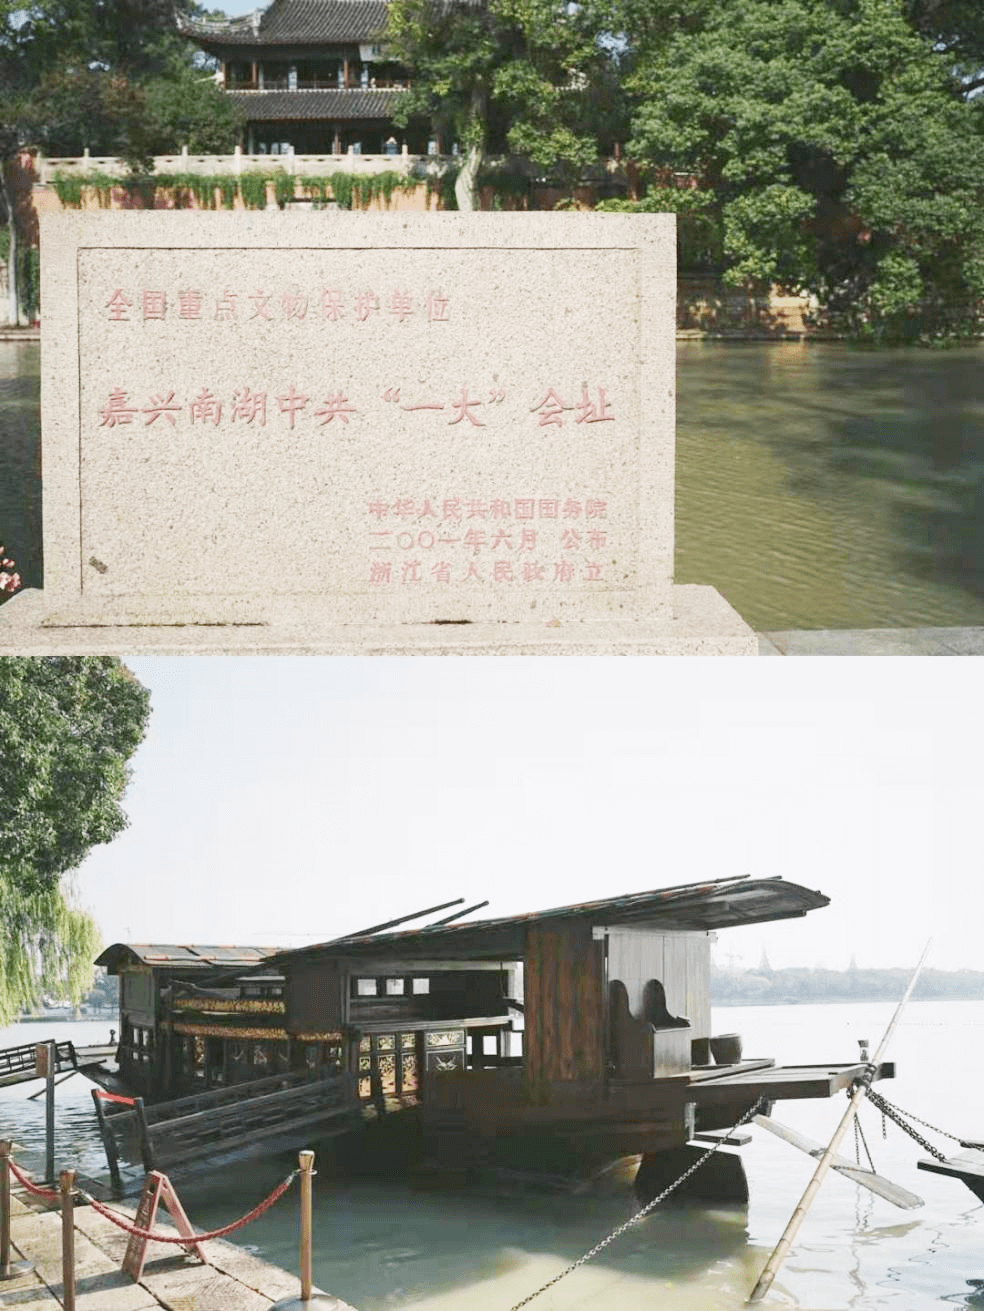 全国重点文物保护单位
嘉兴南湖中共“一大”会址
中华人民共和国国务院
二〇〇一年六月 公布
浙江省人民政府立